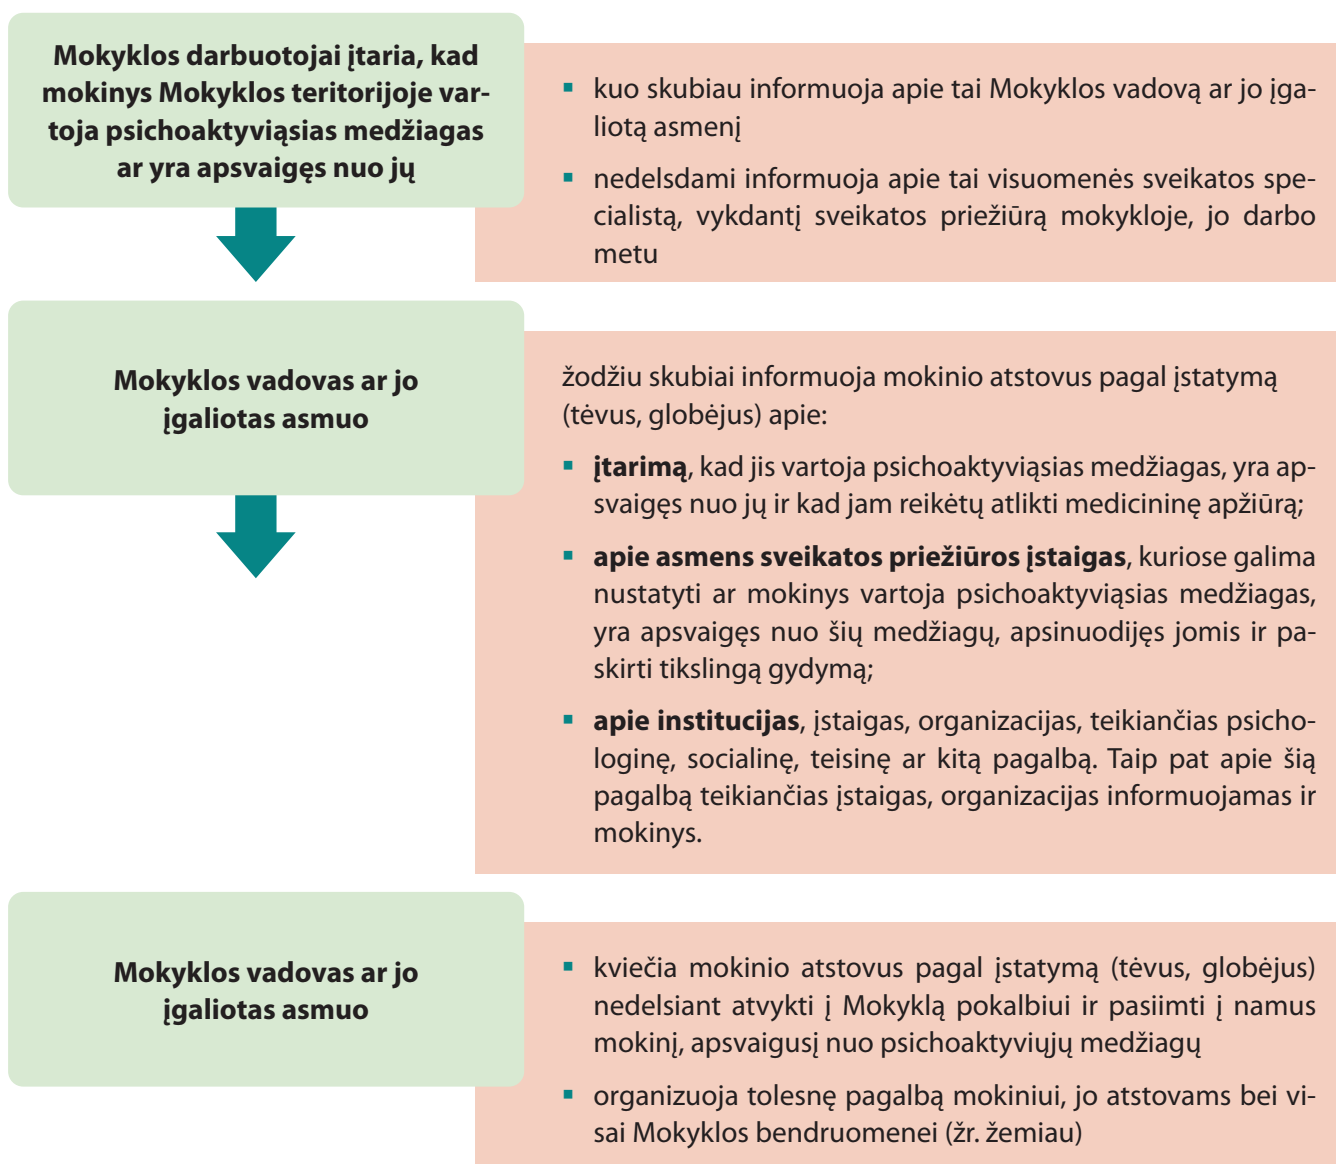 Mokyklos darbuotojai įtaria, kad
mokinys Mokyklos teritorijoje var-
toja psichoaktyviąsias medžiagas
ar yra apsvaigęs nuo jų
▪ kuo skubiau informuoja apie tai Mokyklos vadovą ar jo įga-
liotą asmenį
▪ nedelsdami informuoja apie tai visuomenės sveikatos spe-
cialistą, vykdantį sveikatos priežiūrą mokykloje, jo darbo
metu
Mokyklos vadovas ar jo
įgaliotas asmuo
žodžiu skubiai informuoja mokinio atstovus pagal įstatymą
(tėvus, globėjus) apie:
▪ įtarimą, kad jis vartoja psichoaktyviąsias medžiagas, yra ap-
svaigęs nuo jų ir kad jam reikėtų atlikti medicininę apžiūrą;
▪ apie asmens sveikatos priežiūros įstaigas, kuriose galima
nustatyti ar mokinys vartoja psichoaktyviąsias medžiagas,
yra apsvaigęs nuo šių medžiagų, apsinuodijęs jomis ir pa-
skirti tikslingą gydymą;
▪ apie institucijas, įstaigas, organizacijas, teikiančias psicho-
loginę, socialinę, teisinę ar kitą pagalbą. Taip pat apie šią
pagalbą teikiančias įstaigas, organizacijas informuojamas ir
mokinys.
Mokyklos vadovas ar jo
įgaliotas asmuo
▪ kviečia mokinio atstovus pagal įstatymą (tėvus, globėjus)
nedelsiant atvykti į Mokyklą pokalbiui ir pasiimti į namus
mokinį, apsvaigusį nuo psichoaktyviųjų medžiagų
▪ organizuoja tolesnę pagalbą mokiniui, jo atstovams bei vi-
sai Mokyklos bendruomenei (žr. žemiau)